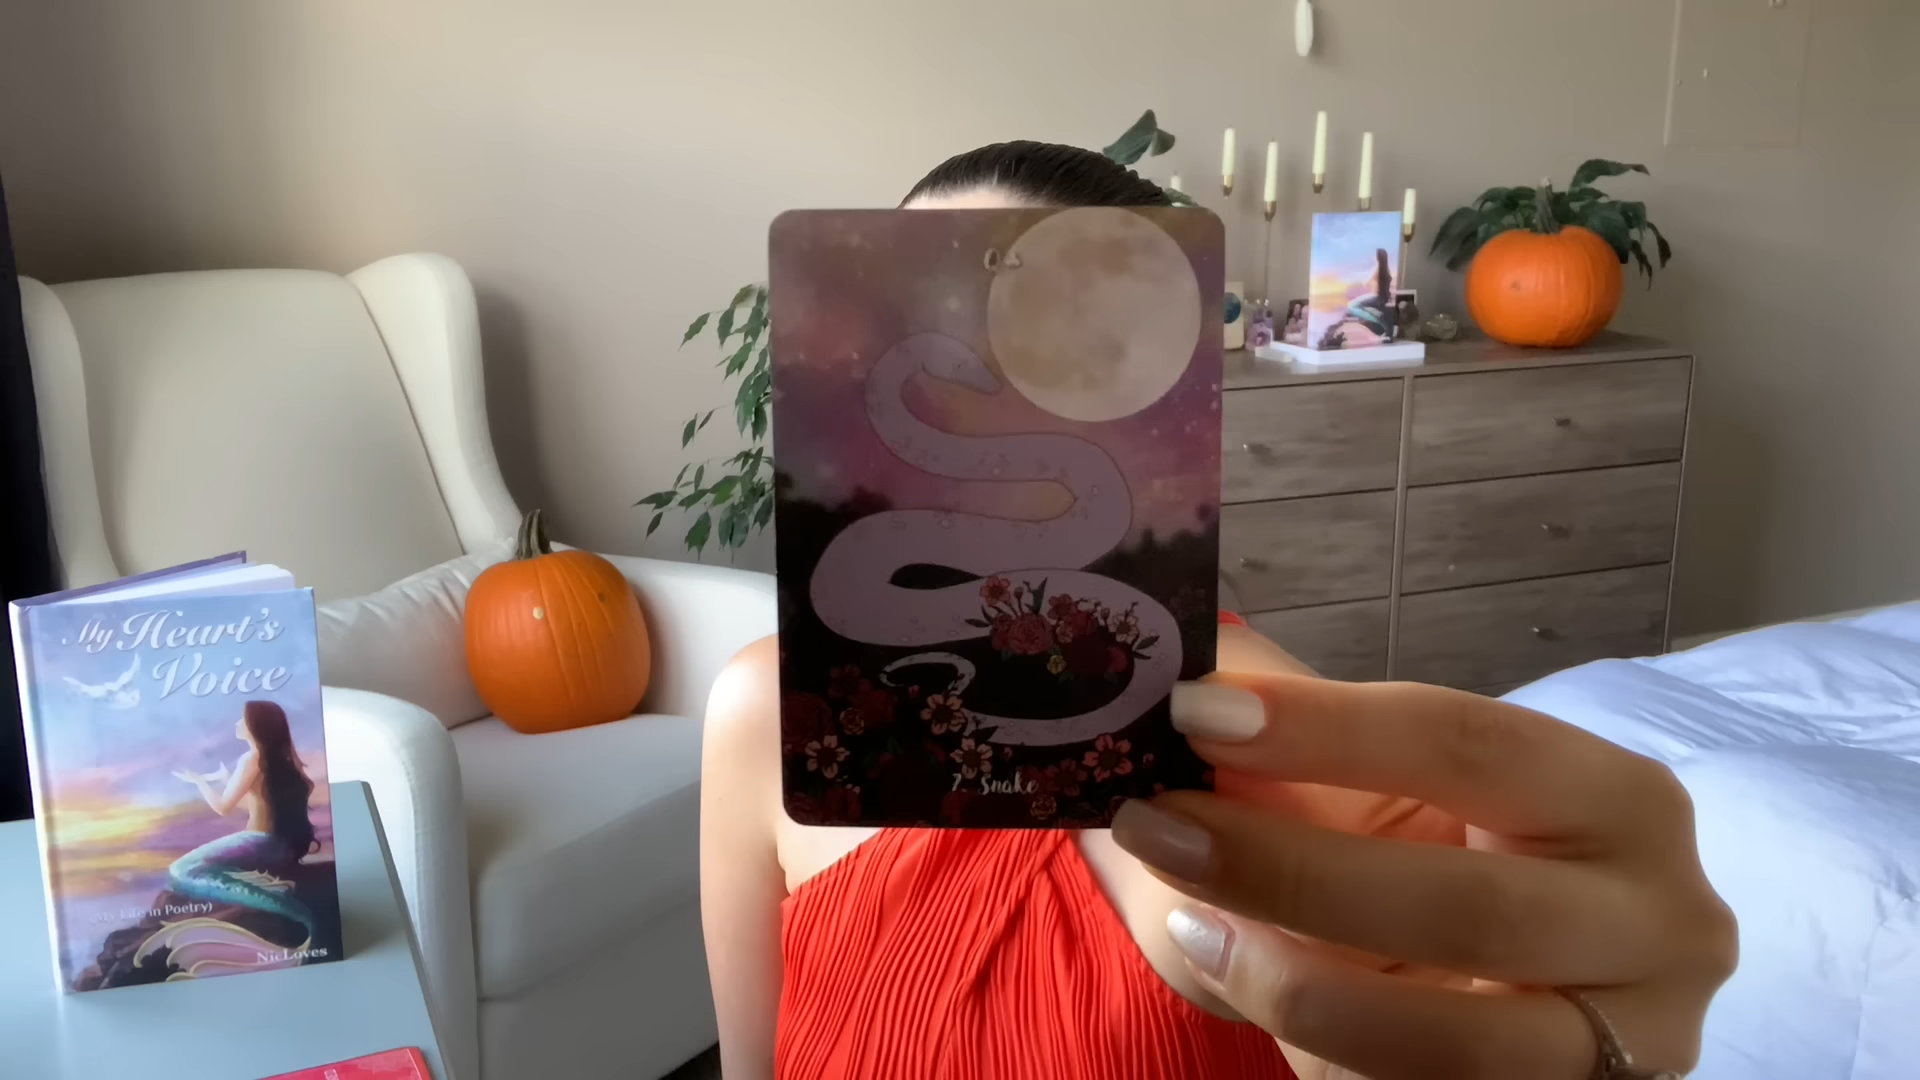 My Heart's
Voice
(My Life in Poetry)
NicLoves
7. Snake